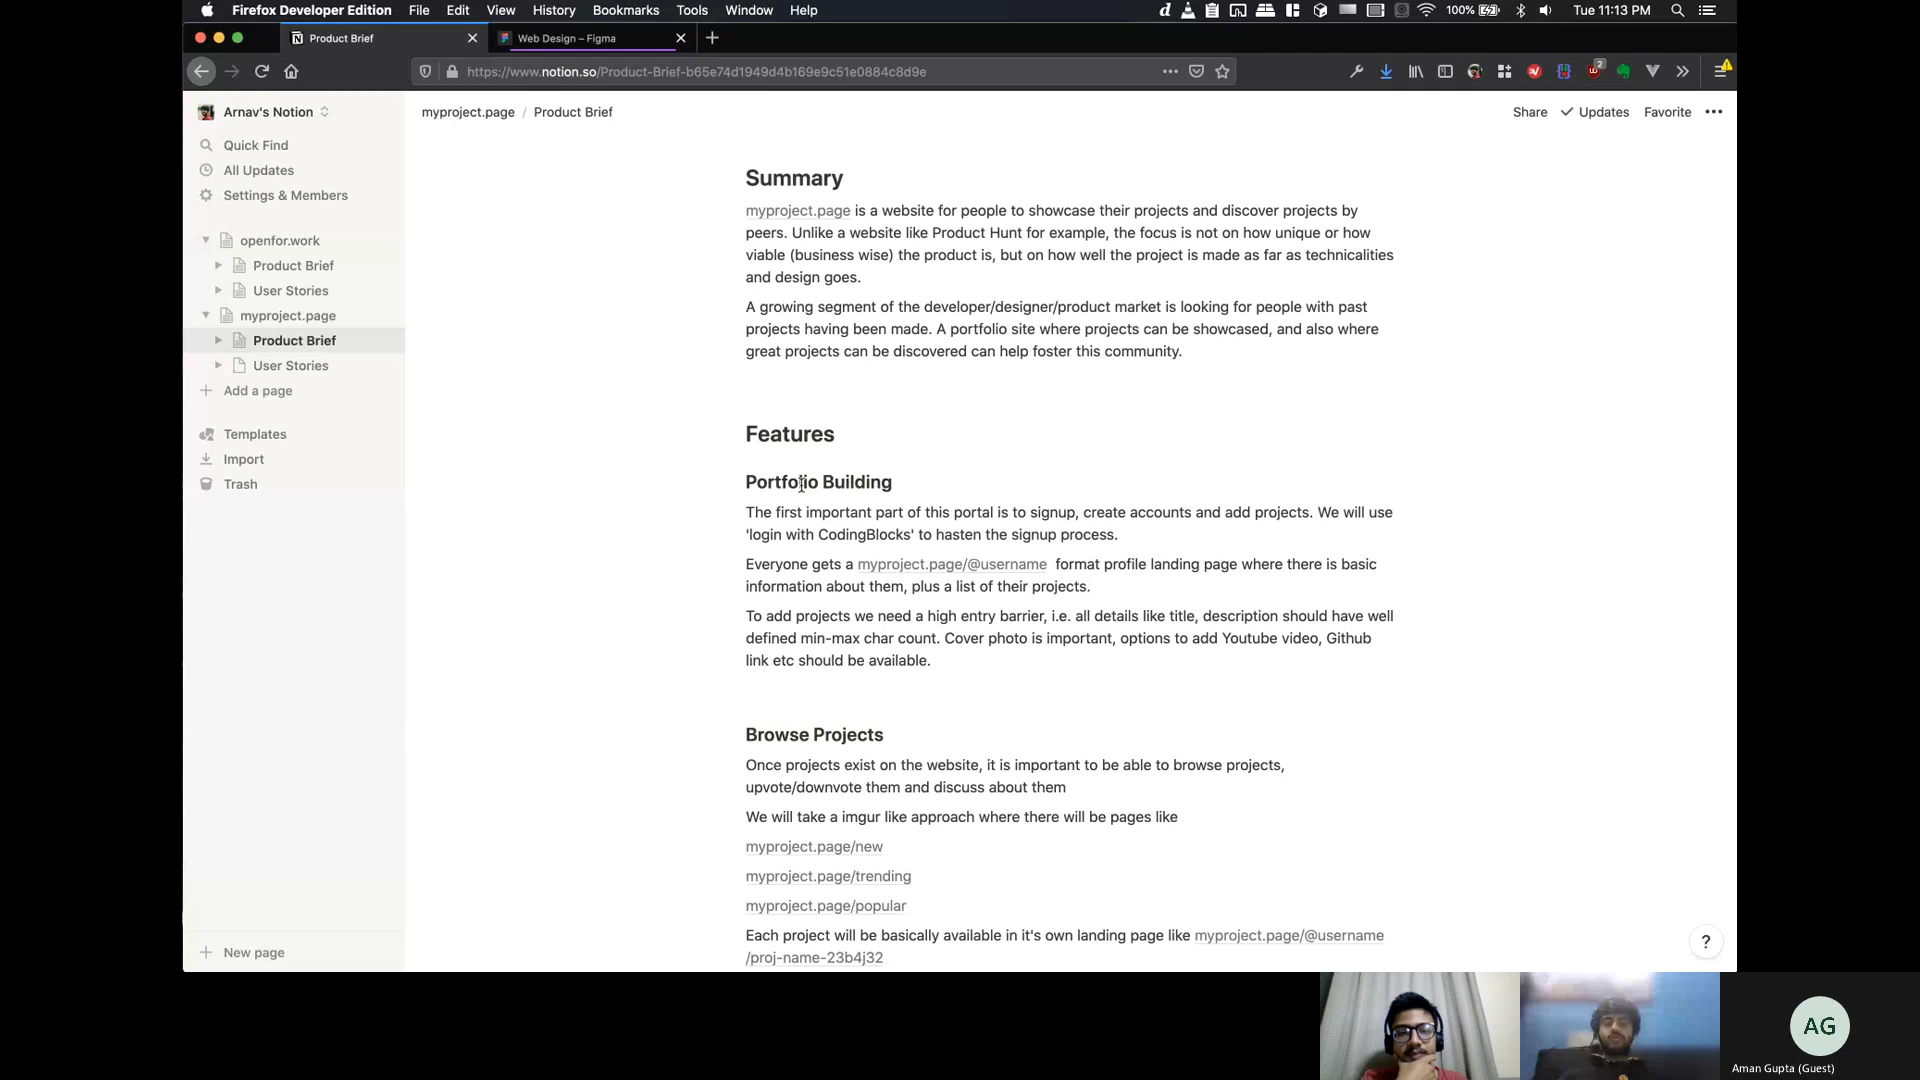 Firefox Developer Edition File Edit View History Bookmarks Tools Window Help 100% Tue 11:13 PM
Product Brief Web Design – Figma
https://www.notion.so/Product-Brief-b65e74d1949d4b169e9c51e0884c8d9e 2
Arnav's Notion
myproject.page / Product Brief
Share Updates Favorite
Quick Find
All Updates
Settings & Members
openfor.work
Product Brief
User Stories
myproject.page
Product Brief
User Stories
Add a page
Templates
Import
Trash
New page
Summary
myproject.page is a website for people to showcase their projects and discover projects by
peers. Unlike a website like Product Hunt for example, the focus is not on how unique or how
viable (business wise) the product is, but on how well the project is made as far as technicalities
and design goes.
A growing segment of the developer/designer/product market is looking for people with past
projects having been made. A portfolio site where projects can be showcased, and also where
great projects can be discovered can help foster this community.
Features
Portfolio Building
The first important part of this portal is to signup, create accounts and add projects. We will use
'login with CodingBlocks' to hasten the signup process.
Everyone gets a myproject.page/@username format profile landing page where there is basic
information about them, plus a list of their projects.
To add projects we need a high entry barrier, i.e. all details like title, description should have well
defined min-max char count. Cover photo is important, options to add Youtube video, Github
link etc should be available.
Browse Projects
Once projects exist on the website, it is important to be able to browse projects,
upvote/downvote them and discuss about them
We will take a imgur like approach where there will be pages like
myproject.page/new
myproject.page/trending
myproject.page/popular
Each project will be basically available in it's own landing page like myproject.page/@username
/proj-name-23b4j32
?
AG
Aman Gupta (Guest)